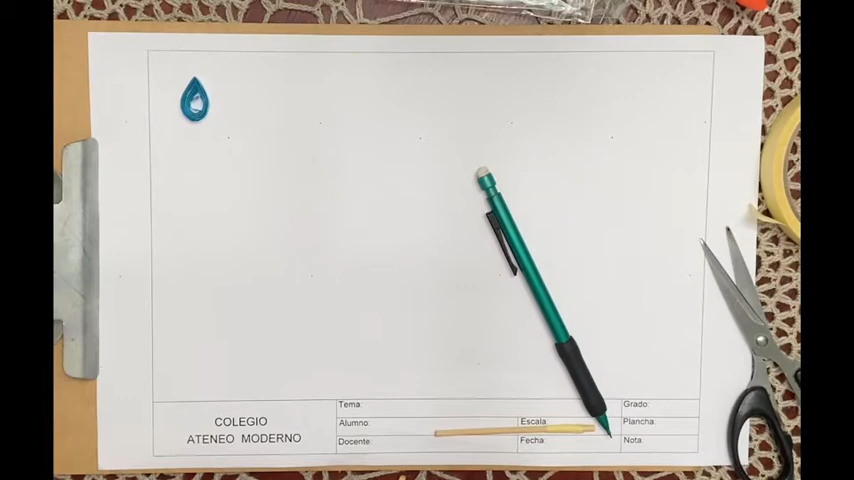 Tema:
Grado:
COLEGIO
ATENEO MODERNO
Alumno:
Escala
Plancha:
Docente:
Fecha:
Nota: